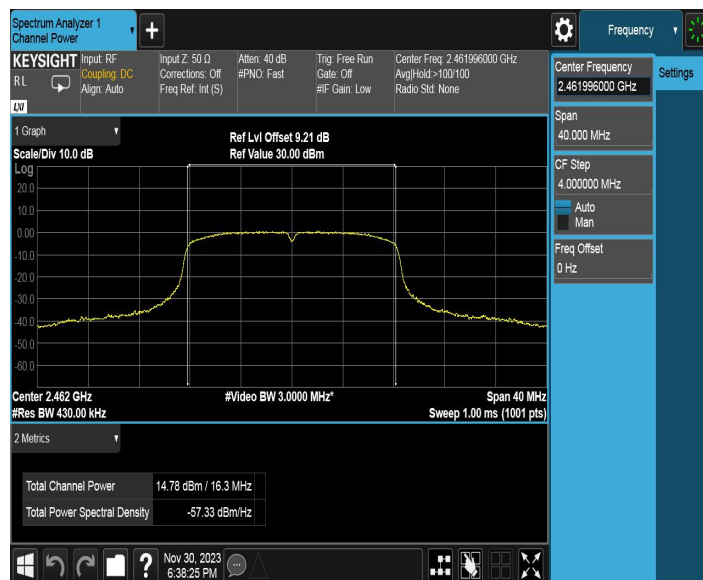 Spectrum Analyzer 1
Channel Power
+
Frequency
KEYSIGHT
RL
LXI
Input: RF
Coupling: DC
Align: Auto
Input Z: 50 Ω
Corrections: Off
Freq Ref: Int (S)
Atten: 40 dB
#PNO: Fast
Trig: Free Run
Gate: Off
#IF Gain: Low
Center Freq: 2.461996000 GHz
Avg|Hold:>100/100
Radio Std: None
Center Frequency
2.461996000 GHz
Settings
Span
40.000 MHz
CF Step
4.000000 MHz
Auto
Man
Freq Offset
0 Hz
1 Graph
Scale/Div 10.0 dB
Ref Lvl Offset 9.21 dB
Ref Value 30.00 dBm
Log
20.0
10.0
0.00
-10.0
-20.0
-30.0
-40.0
-50.0
-60.0
Center 2.462 GHz
#Video BW 3.0000 MHz*
Span 40 MHz
#Res BW 430.00 kHz
Sweep 1.00 ms (1001 pts)
2 Metrics
Total Channel Power 14.78 dBm / 16.3 MHz
Total Power Spectral Density -57.33 dBm/Hz
?
Nov 30, 2023
6:38:25 PM